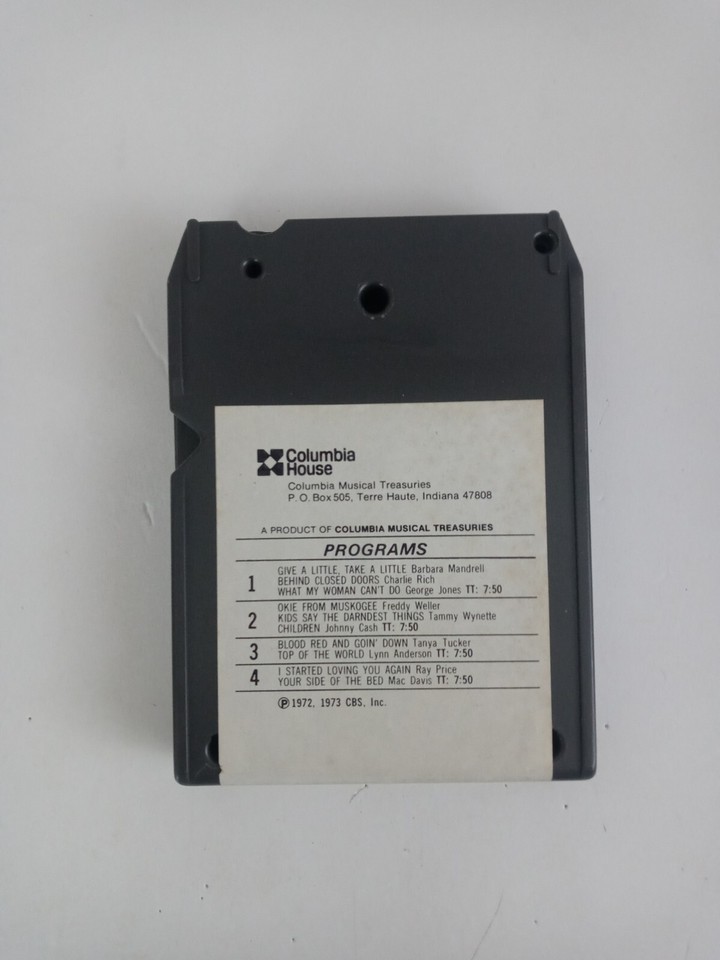 Columbia
House
Columbia Musical Treasuries
P.O. Box 505, Terre Haute, Indiana 47808
A PRODUCT OF COLUMBIA MUSICAL TREASURIES
PROGRAMS
1
GIVE A LITTLE, TAKE A LITTLE Barbara Mandrell
BEHIND CLOSED DOORS Charlie Rich
WHAT MY WOMAN CAN'T DO George Jones TT: 7:50
2
OKIE FROM MUSKOGEE Freddy Weller
KIDS SAY THE DARNDEST THINGS Tammy Wynette
CHILDREN Johnny Cash TT: 7:50
3
BLOOD RED AND GOIN' DOWN Tanya Tucker
TOP OF THE WORLD Lynn Anderson TT: 7:50
4
I STARTED LOVING YOU AGAIN Ray Price
YOUR SIDE OF THE BED Mac Davis TT: 7:50
℗ 1972, 1973 CBS, Inc.